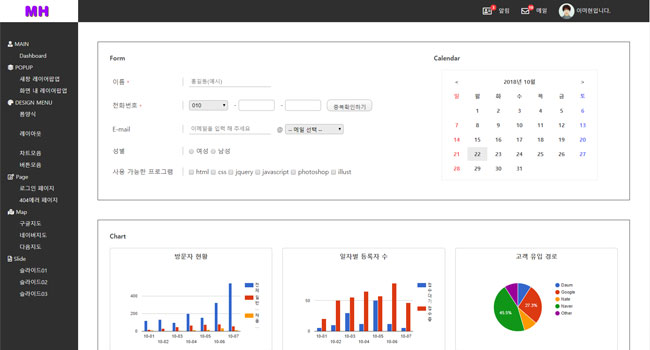 MH
알림
메일
이미현입니다.
MAIN
Dashboard
POPUP
새창 레이어팝업
화면 내 레이어팝업
DESIGN MENU
폼양식
레이아웃
차트모음
버튼모음
Page
로그인 페이지
404에러 페이지
Map
구글지도
네이버지도
다음지도
Slide
슬라이드01
슬라이드02
슬라이드03
Form
이름 *
홍길동(예시)
전화번호 *
010
-
-
중복확인하기
E-mail
이메일을 입력 해 주세요
@
-- 메일 선택 --
성별
여성 남성
사용 가능한 프로그램
html css jquery javascript photoshop illust
Calendar
< 2018년 10월 >
일 월 화 수 목 금 토
1 2 3 4 5 6
7 8 9 10 11 12 13
14 15 16 17 18 19 20
21 22 23 24 25 26 27
28 29 30 31
Chart
방문자 현황
400
200
0
10-01 10-03 10-05 10-07
10-02 10-04 10-06
일자별 등록자 수
50
0
10-01 10-03 10-05 10-07
10-02 10-04 10-06
고객 유입 경로
27.3%
45.5%
Daum
Google
Nate
Naver
Other